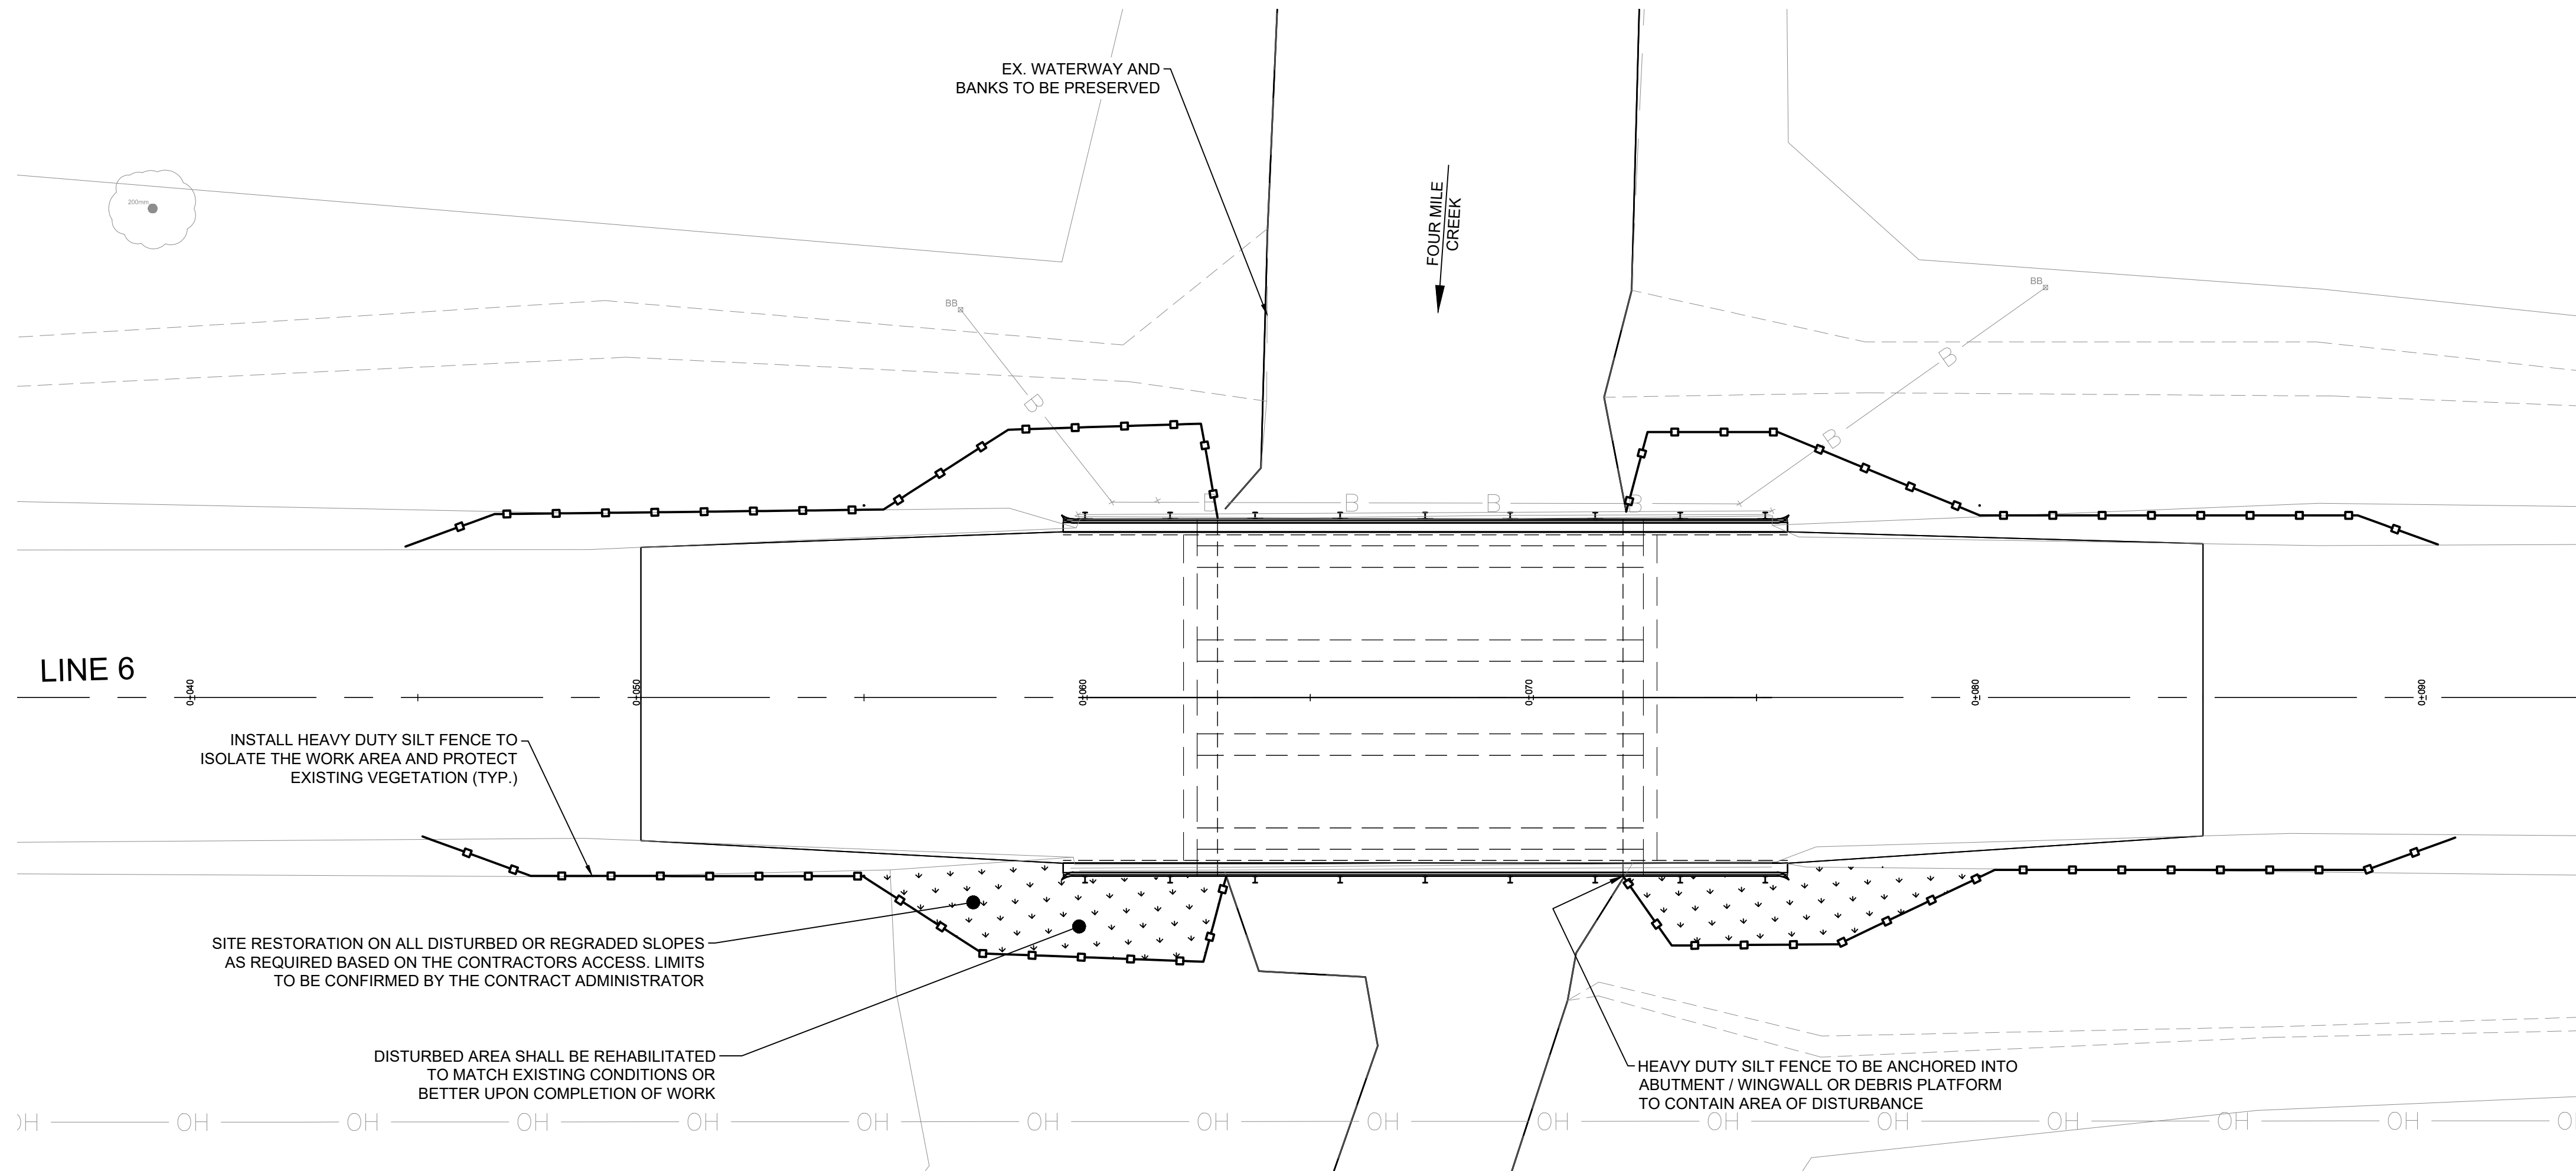 EX. WATERWAY AND
BANKS TO BE PRESERVED
200mm
FOUR MILE
CREEK
BB
BB
B
B
B
B
B
B
B
LINE 6
0+040
0+050
0+060
0+070
0+080
0+090
INSTALL HEAVY DUTY SILT FENCE TO
ISOLATE THE WORK AREA AND PROTECT
EXISTING VEGETATION (TYP.)
SITE RESTORATION ON ALL DISTURBED OR REGRADED SLOPES
AS REQUIRED BASED ON THE CONTRACTORS ACCESS. LIMITS
TO BE CONFIRMED BY THE CONTRACT ADMINISTRATOR
DISTURBED AREA SHALL BE REHABILITATED
TO MATCH EXISTING CONDITIONS OR
BETTER UPON COMPLETION OF WORK
HEAVY DUTY SILT FENCE TO BE ANCHORED INTO
ABUTMENT / WINGWALL OR DEBRIS PLATFORM
TO CONTAIN AREA OF DISTURBANCE
OH OH OH OH OH OH OH OH OH OH OH OH OH OH